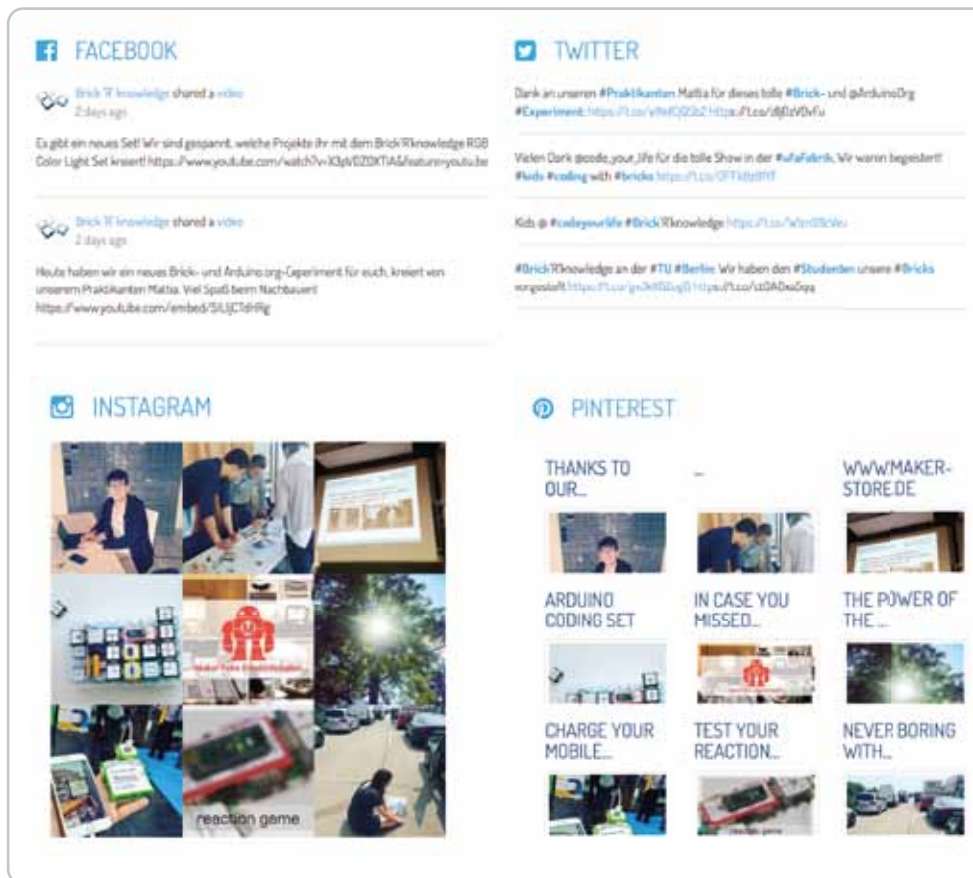 FACEBOOK
Brick 'R' knowledge shared a video
2 days ago
Es gibt ein neues Set! Wir sind gespannt, welche Projekte ihr mit dem Brick'R'knowledge RGB
Color Light Set kreiert!
Brick 'R' knowledge shared a video
2 days ago
Heute haben wir ein neues Brick- und Arduino.org-Experiment für euch, kreiert von
unserem Praktikanten Mattia. Viel Spaß beim Nachbauen!
TWITTER
Dank an unseren #Praktikanten Mattia für dieses tolle #Brick- und @ArduinoOrg
#Experiment:
Vielen Dank @code_your_life für die tolle Show in der #ufaFabrik. Wir waren begeistert!
#kids #coding with #bricks
Kids @ #codeyourlife #Brick'R'knowledge
#Brick'R'knowledge an der #TU #Berlin: Wir haben den #Studenten unsere #Bricks
vorgestellt
INSTAGRAM
reaction game
PINTEREST
THANKS TO
OUR...
...
WWW.MAKER-
STORE.DE
ARDUINO
CODING SET
IN CASE YOU
MISSED...
THE POWER OF
THE ...
CHARGE YOUR
MOBILE...
TEST YOUR
REACTION...
NEVER BORING
WITH...
reaction game